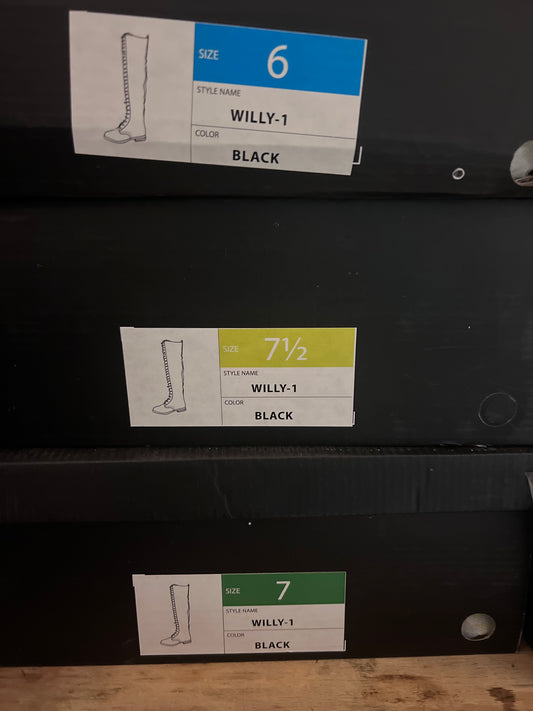 SIZE 6
STYLE NAME
WILLY-1
COLOR
BLACK
SIZE 7½
STYLE NAME
WILLY-1
COLOR
BLACK
SIZE 7
STYLE NAME
WILLY-1
COLOR
BLACK